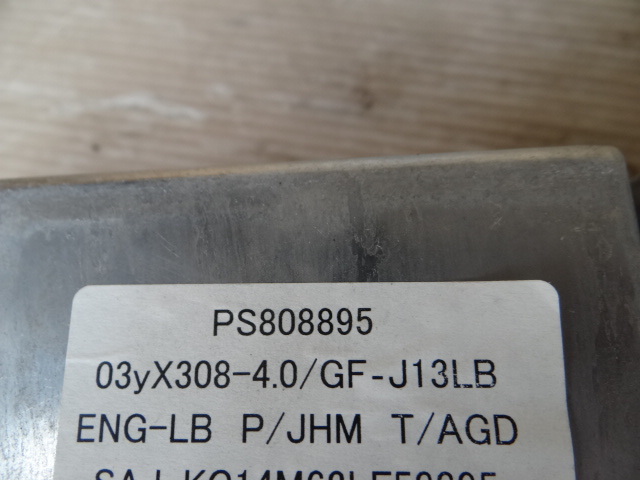 PS808895
03yX308-4.0/GF-J13LB
ENG-LB P/JHM T/AGD